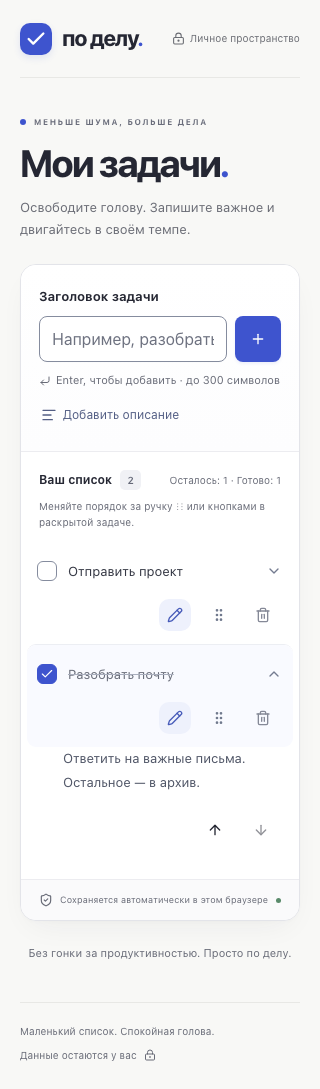 по делу.
Личное пространство
МЕНЬШЕ ШУМА, БОЛЬШЕ ДЕЛА
Мои задачи.
Освободите голову. Запишите важное и
двигайтесь в своём темпе.
Заголовок задачи
Например, разобрать
+
Enter, чтобы добавить · до 300 символов
Добавить описание
Ваш список 2
Осталось: 1 · Готово: 1
Меняйте порядок за ручку ⁝⁝ или кнопками в
раскрытой задаче.
Отправить проект
Разобрать почту
Ответить на важные письма.
Остальное — в архив.
Сохраняется автоматически в этом браузере
Без гонки за продуктивностью. Просто по делу.
Маленький список. Спокойная голова.
Данные остаются у вас